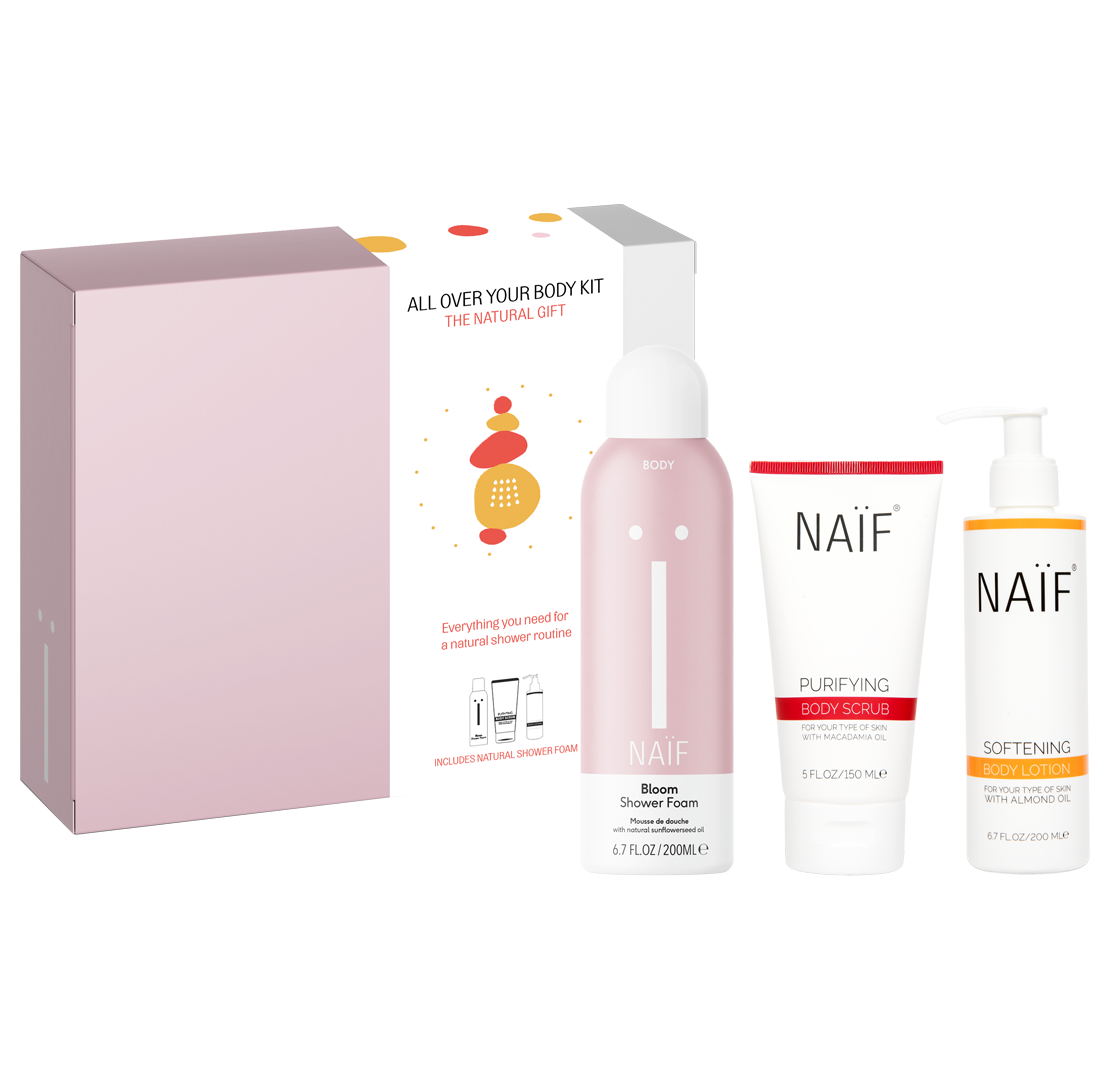 ALL OVER YOUR BODY KIT
THE NATURAL GIFT
Everything you need for
a natural shower routine
INCLUDES NATURAL SHOWER FOAM
BODY
NAÏF
Bloom
Shower Foam
Mousse de douche
with natural sunflowerseed oil
6.7 FL.OZ / 200ML℮
NAÏF®
PURIFYING
BODY SCRUB
FOR YOUR TYPE OF SKIN
WITH MACADAMIA OIL
5 FL.OZ/150 ML℮
NAÏF®
SOFTENING
BODY LOTION
FOR YOUR TYPE OF SKIN
WITH ALMOND OIL
6.7 FL.OZ/200 ML℮